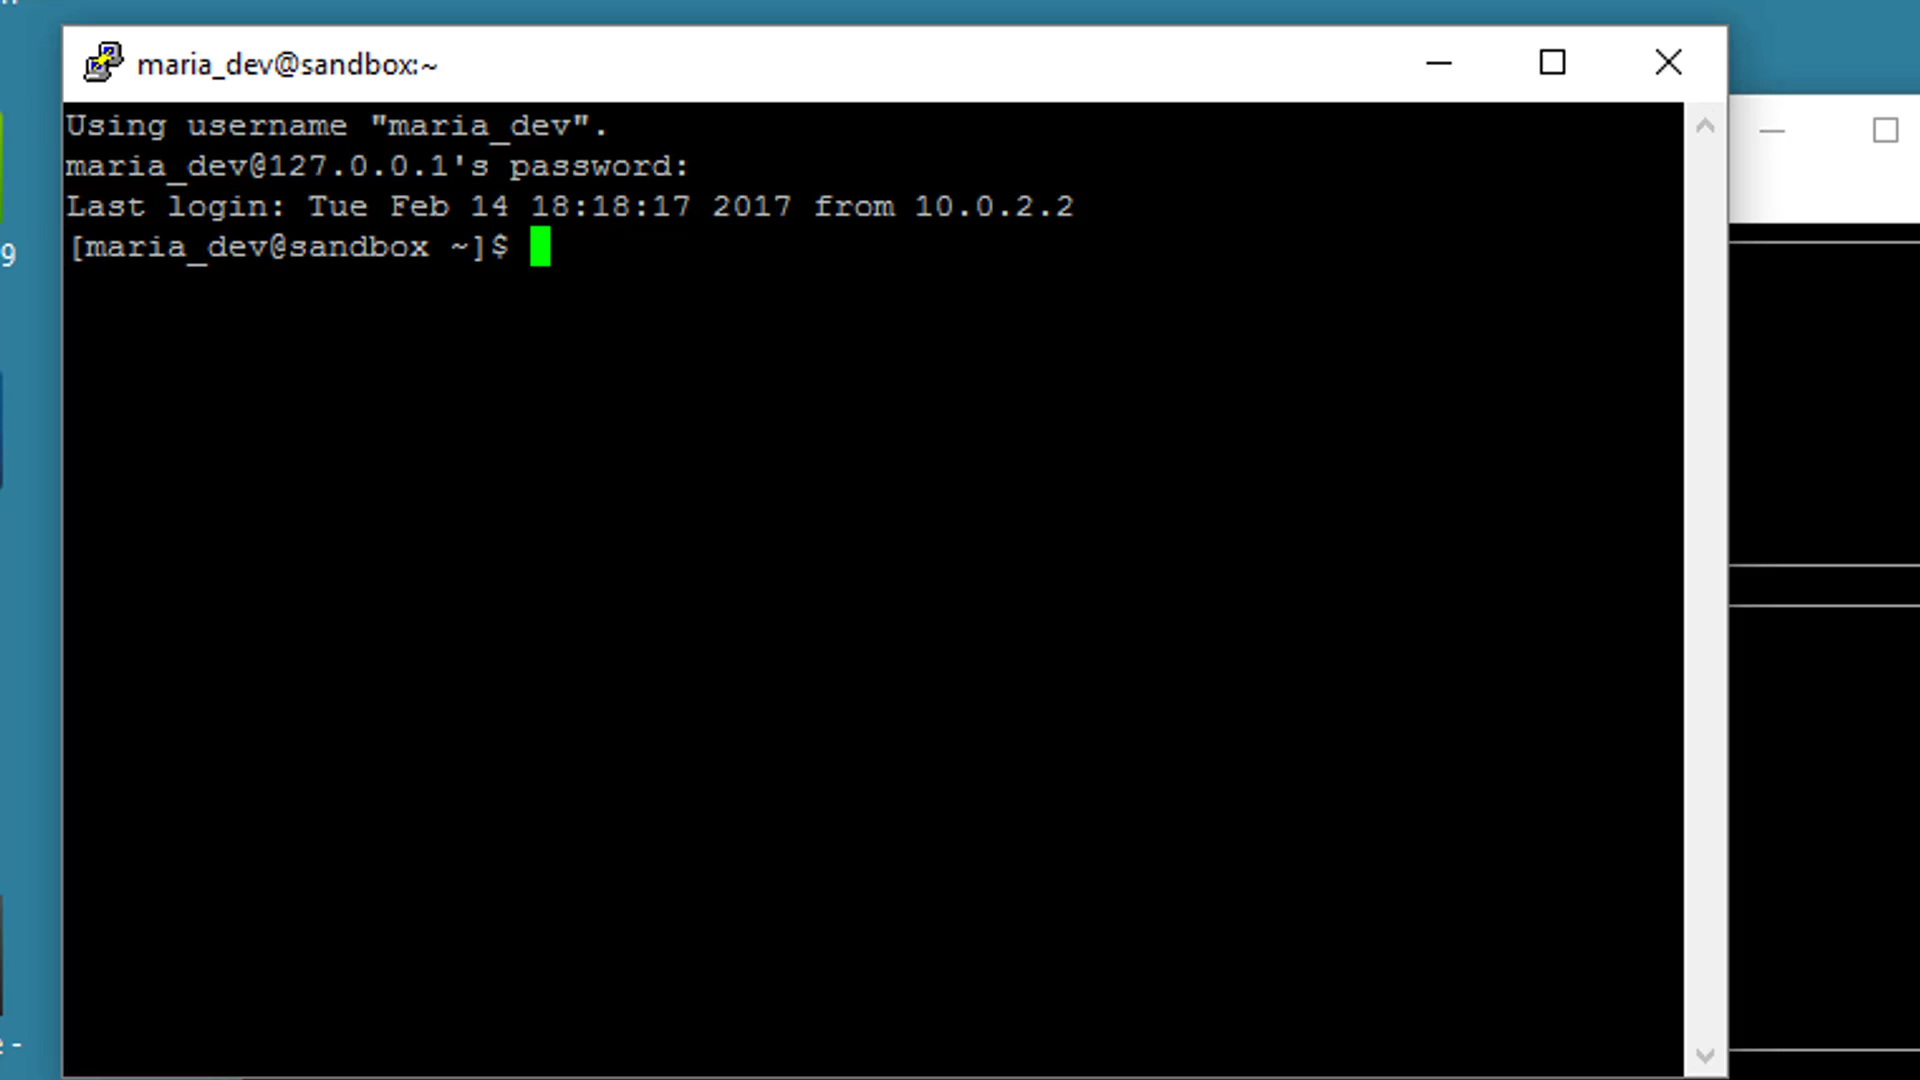 maria_dev@sandbox:~
Using username "maria_dev".
maria_dev@127.0.0.1's password:
Last login: Tue Feb 14 18:18:17 2017 from 10.0.2.2
[maria_dev@sandbox ~]$
9
e -